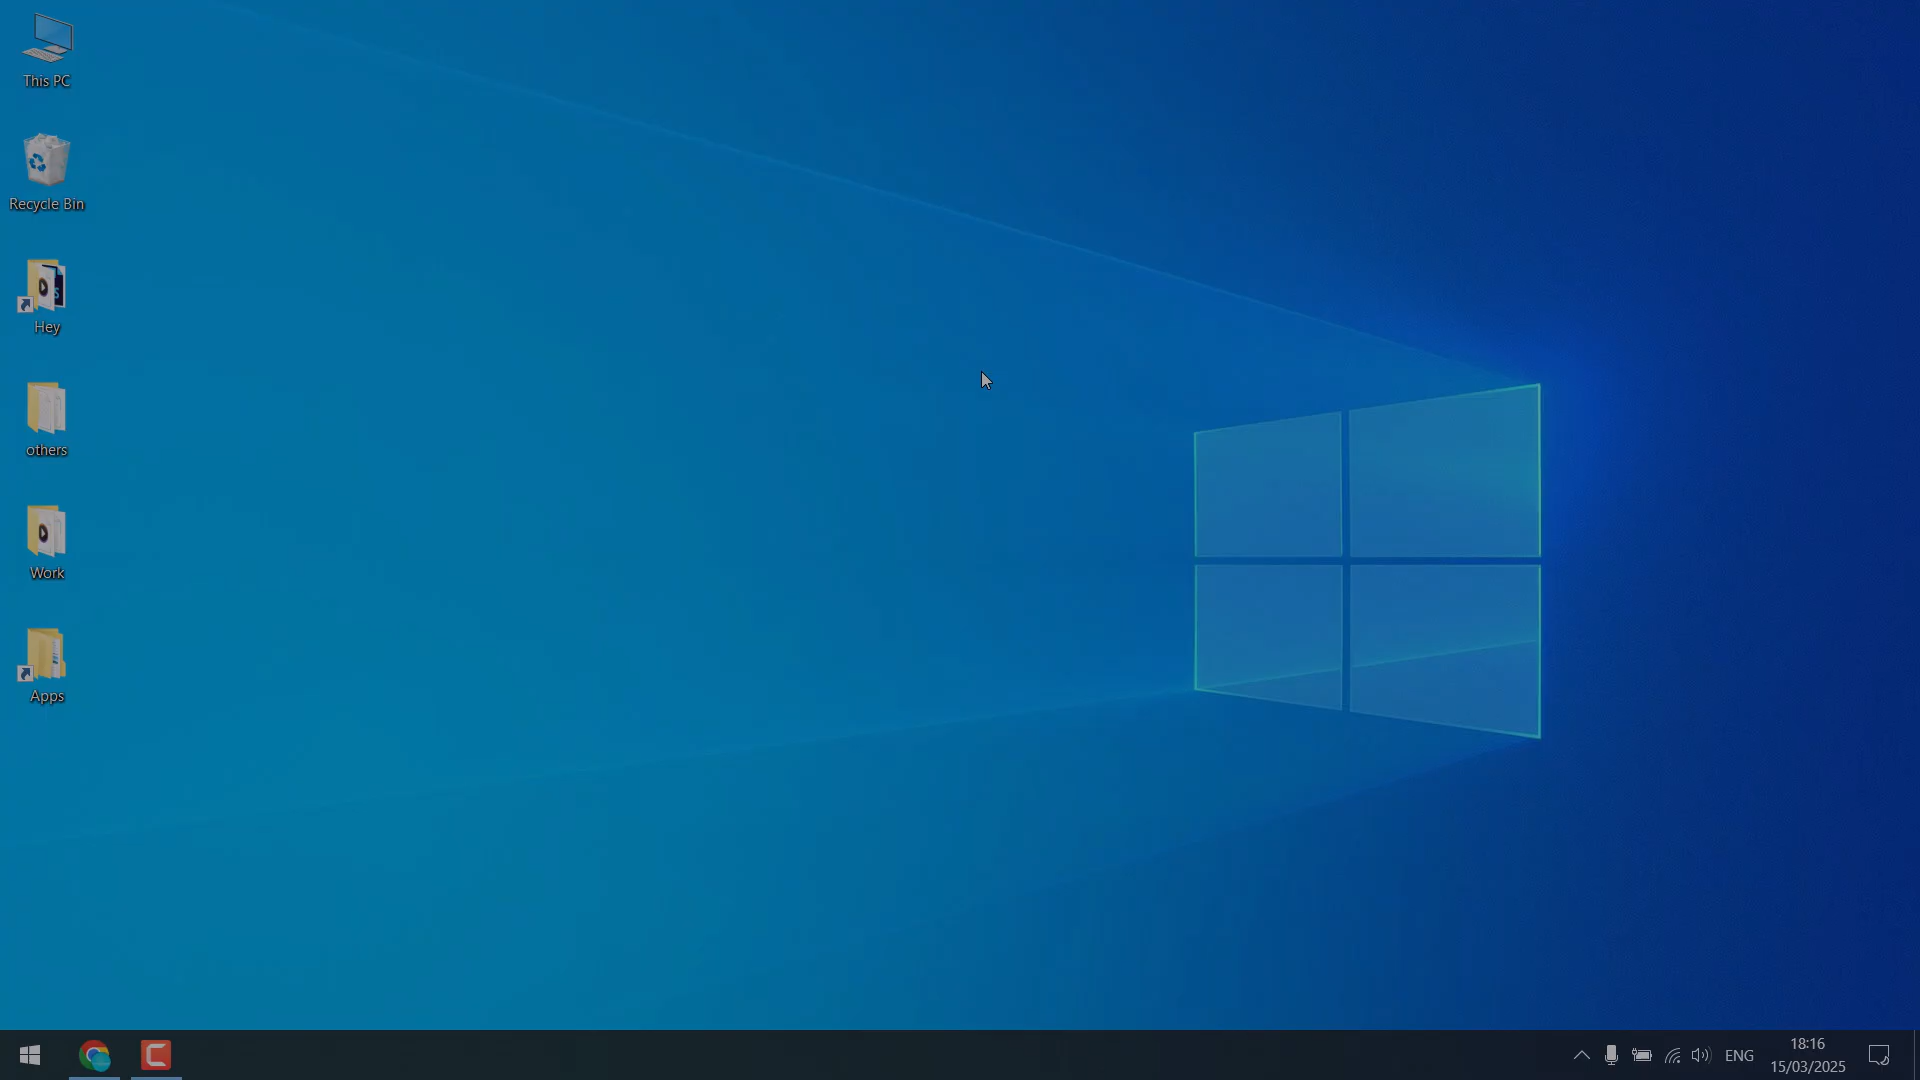 This PC
Recycle Bin
Hey
others
Work
Apps
ENG
18:16
15/03/2025